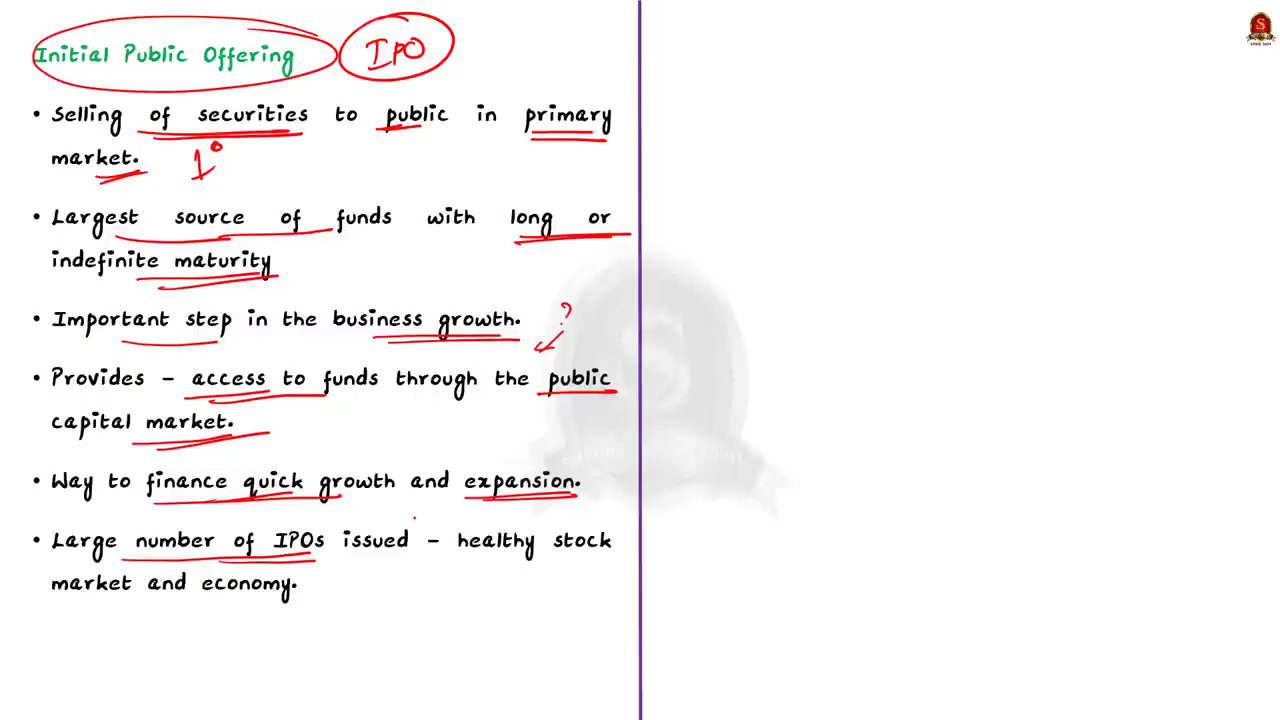 Initial Public Offering IPO
• Selling of securities to public in primary
market. 1°
• Largest source of funds with long or
indefinite maturity
• Important step in the business growth. ?
• Provides – access to funds through the public
capital market.
• Way to finance quick growth and expansion.
• Large number of IPOs issued – healthy stock
market and economy.